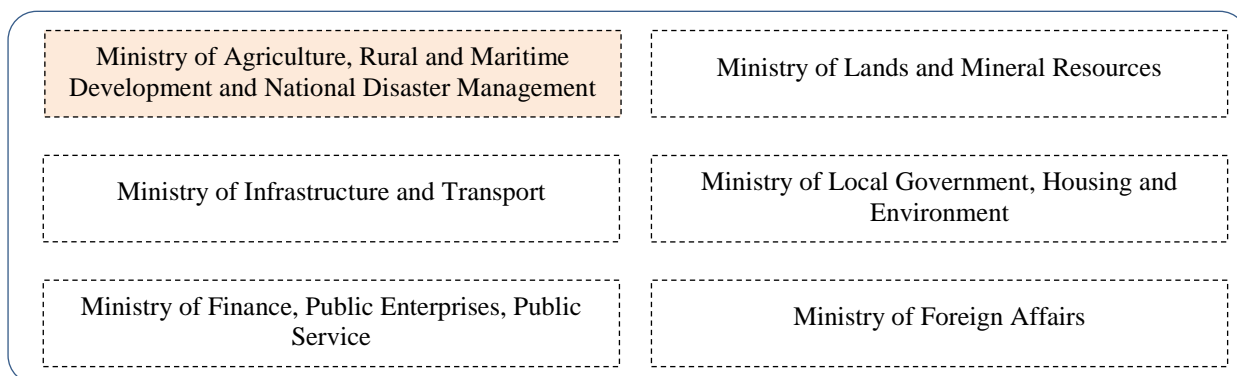 Ministry of Agriculture, Rural and Maritime
Development and National Disaster Management
Ministry of Lands and Mineral Resources
Ministry of Infrastructure and Transport
Ministry of Local Government, Housing and
Environment
Ministry of Finance, Public Enterprises, Public
Service
Ministry of Foreign Affairs